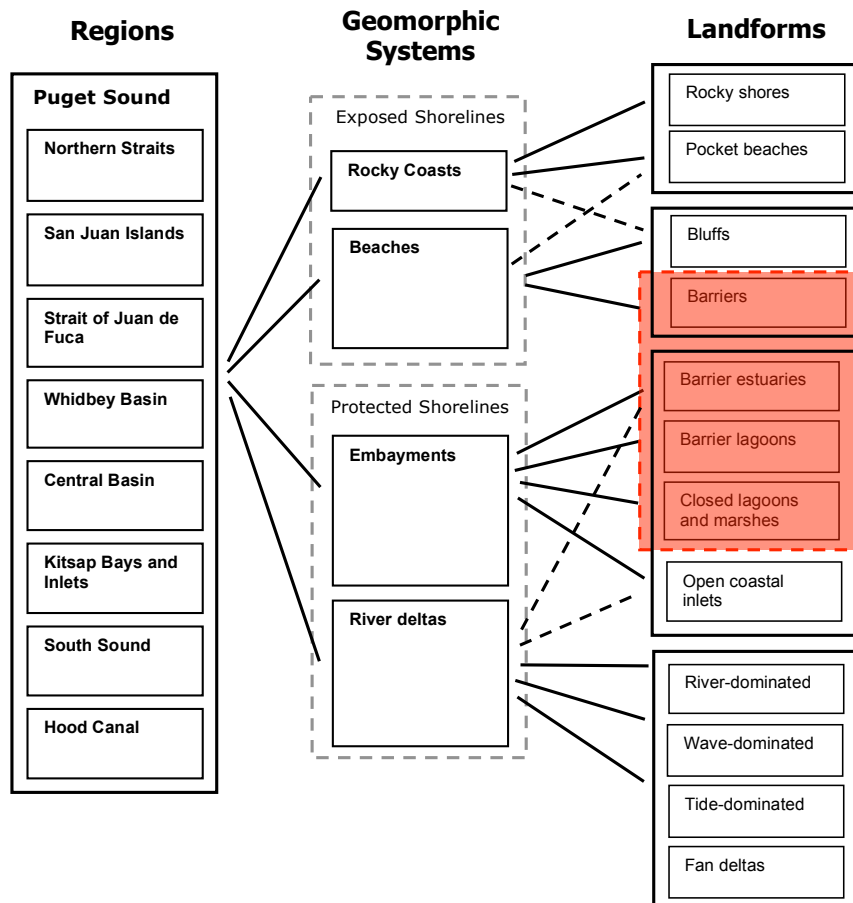 Regions
Geomorphic
Systems
Landforms
Puget Sound
Northern Straits
San Juan Islands
Strait of Juan de
Fuca
Whidbey Basin
Central Basin
Kitsap Bays and
Inlets
South Sound
Hood Canal
Exposed Shorelines
Rocky Coasts
Beaches
Protected Shorelines
Embayments
River deltas
Rocky shores
Pocket beaches
Bluffs
Barriers
Barrier estuaries
Barrier lagoons
Closed lagoons
and marshes
Open coastal
inlets
River-dominated
Wave-dominated
Tide-dominated
Fan deltas